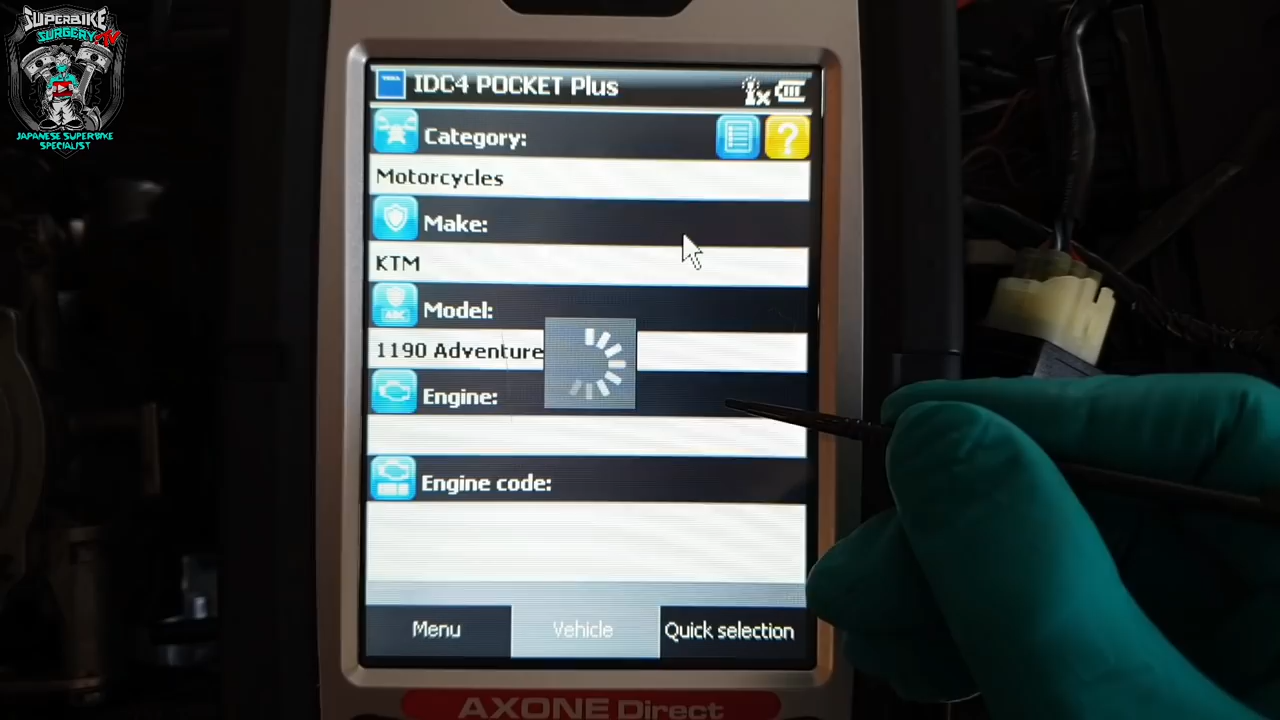 SUPERBIKE
SURGERY TV
JAPANESE SUPERBIKE
SPECIALIST
IDC4 POCKET Plus
Category:
?
Motorcycles
Make:
KTM
Model:
ABC
1190 Adventure
Engine:
Engine code:
Menu
Vehicle
Quick selection
AXONE Direct